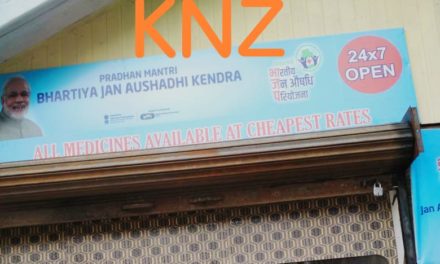 KNZ
PRADHAN MANTRI
BHARTIYA JAN AUSHADHI KENDRA
भारतीय
जन औषधि
परियोजना
24x7
OPEN
ALL MEDICINES AVAILABLE AT CHEAPEST RATES